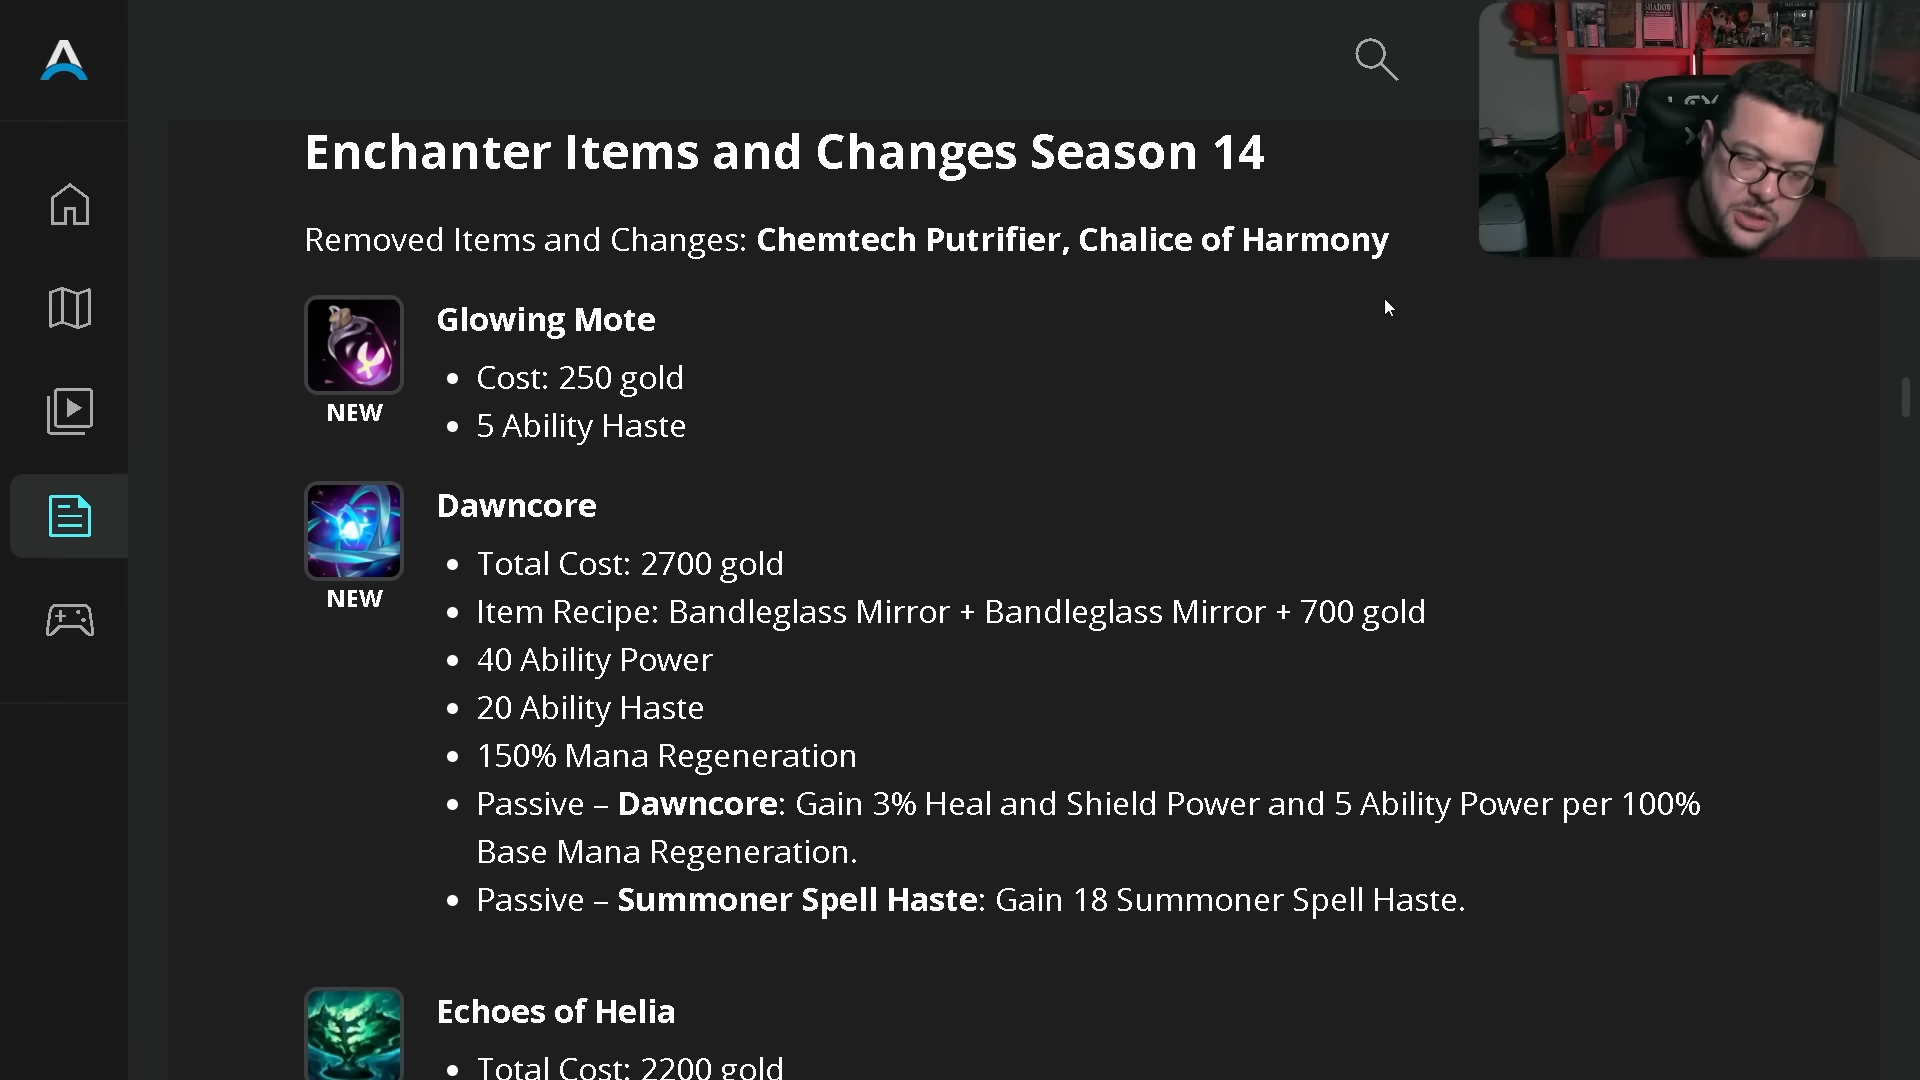 Enchanter Items and Changes Season 14
Removed Items and Changes: Chemtech Putrifier, Chalice of Harmony
Glowing Mote
• Cost: 250 gold
• 5 Ability Haste
NEW
Dawncore
• Total Cost: 2700 gold
• Item Recipe: Bandleglass Mirror + Bandleglass Mirror + 700 gold
• 40 Ability Power
• 20 Ability Haste
• 150% Mana Regeneration
• Passive – Dawncore: Gain 3% Heal and Shield Power and 5 Ability Power per 100%
Base Mana Regeneration.
• Passive – Summoner Spell Haste: Gain 18 Summoner Spell Haste.
NEW
Echoes of Helia
• Total Cost: 2200 gold
SHADOW